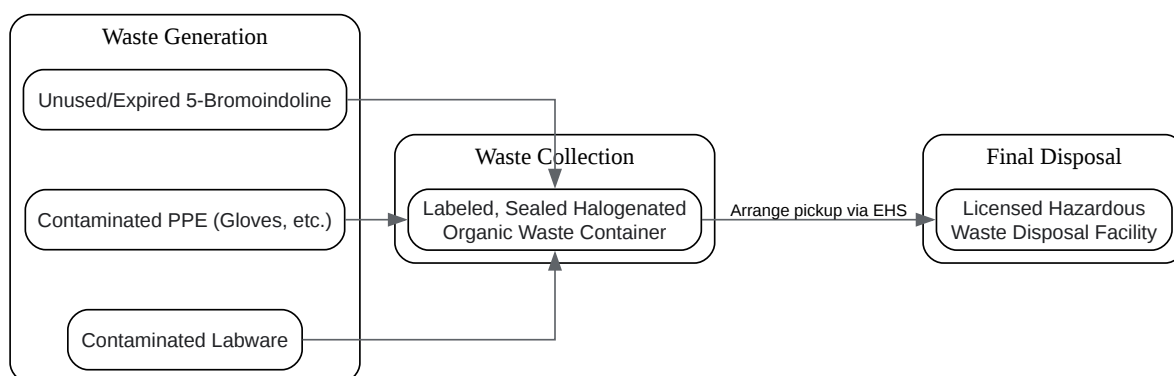 Waste Generation
Unused/Expired 5-Bromoindoline
Contaminated PPE (Gloves, etc.)
Contaminated Labware
Waste Collection
Labeled, Sealed Halogenated
Organic Waste Container
Arrange pickup via EHS
Final Disposal
Licensed Hazardous
Waste Disposal Facility